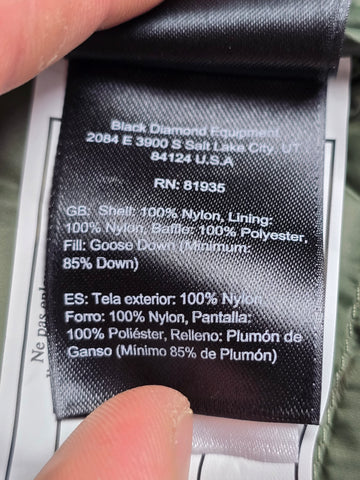 Black Diamond Equipment
2084 E 3900 S Salt Lake City, UT
84124 U.S.A
RN: 81935
GB: Shell: 100% Nylon, Lining:
100% Nylon, Baffle: 100% Polyester,
Fill: Goose Down (Minimum:
85% Down)
ES: Tela exterior: 100% Nylon
Forro: 100% Nylon, Pantalla:
100% Poliéster, Relleno: Plumón de
Ganso (Mínimo 85% de Plumón)
Ne pas